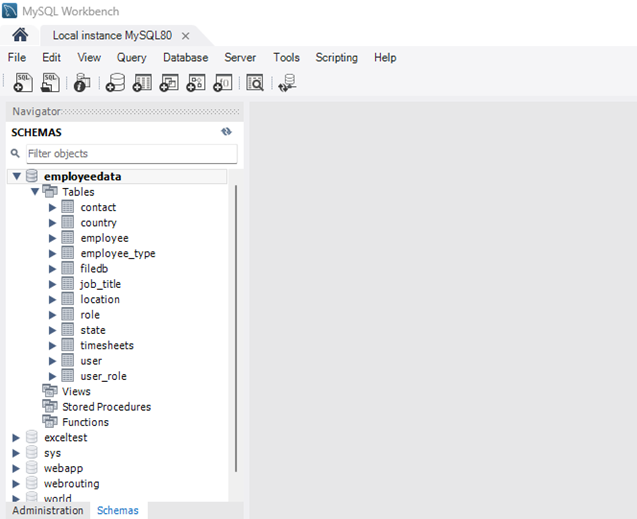 MySQL Workbench
Local instance MySQL80 ×
File Edit View Query Database Server Tools Scripting Help
Navigator
SCHEMAS
Filter objects
employeedata
Tables
contact
country
employee
employee_type
filedb
job_title
location
role
state
timesheets
user
user_role
Views
Stored Procedures
Functions
exceltest
sys
webapp
webrouting
world
Administration Schemas